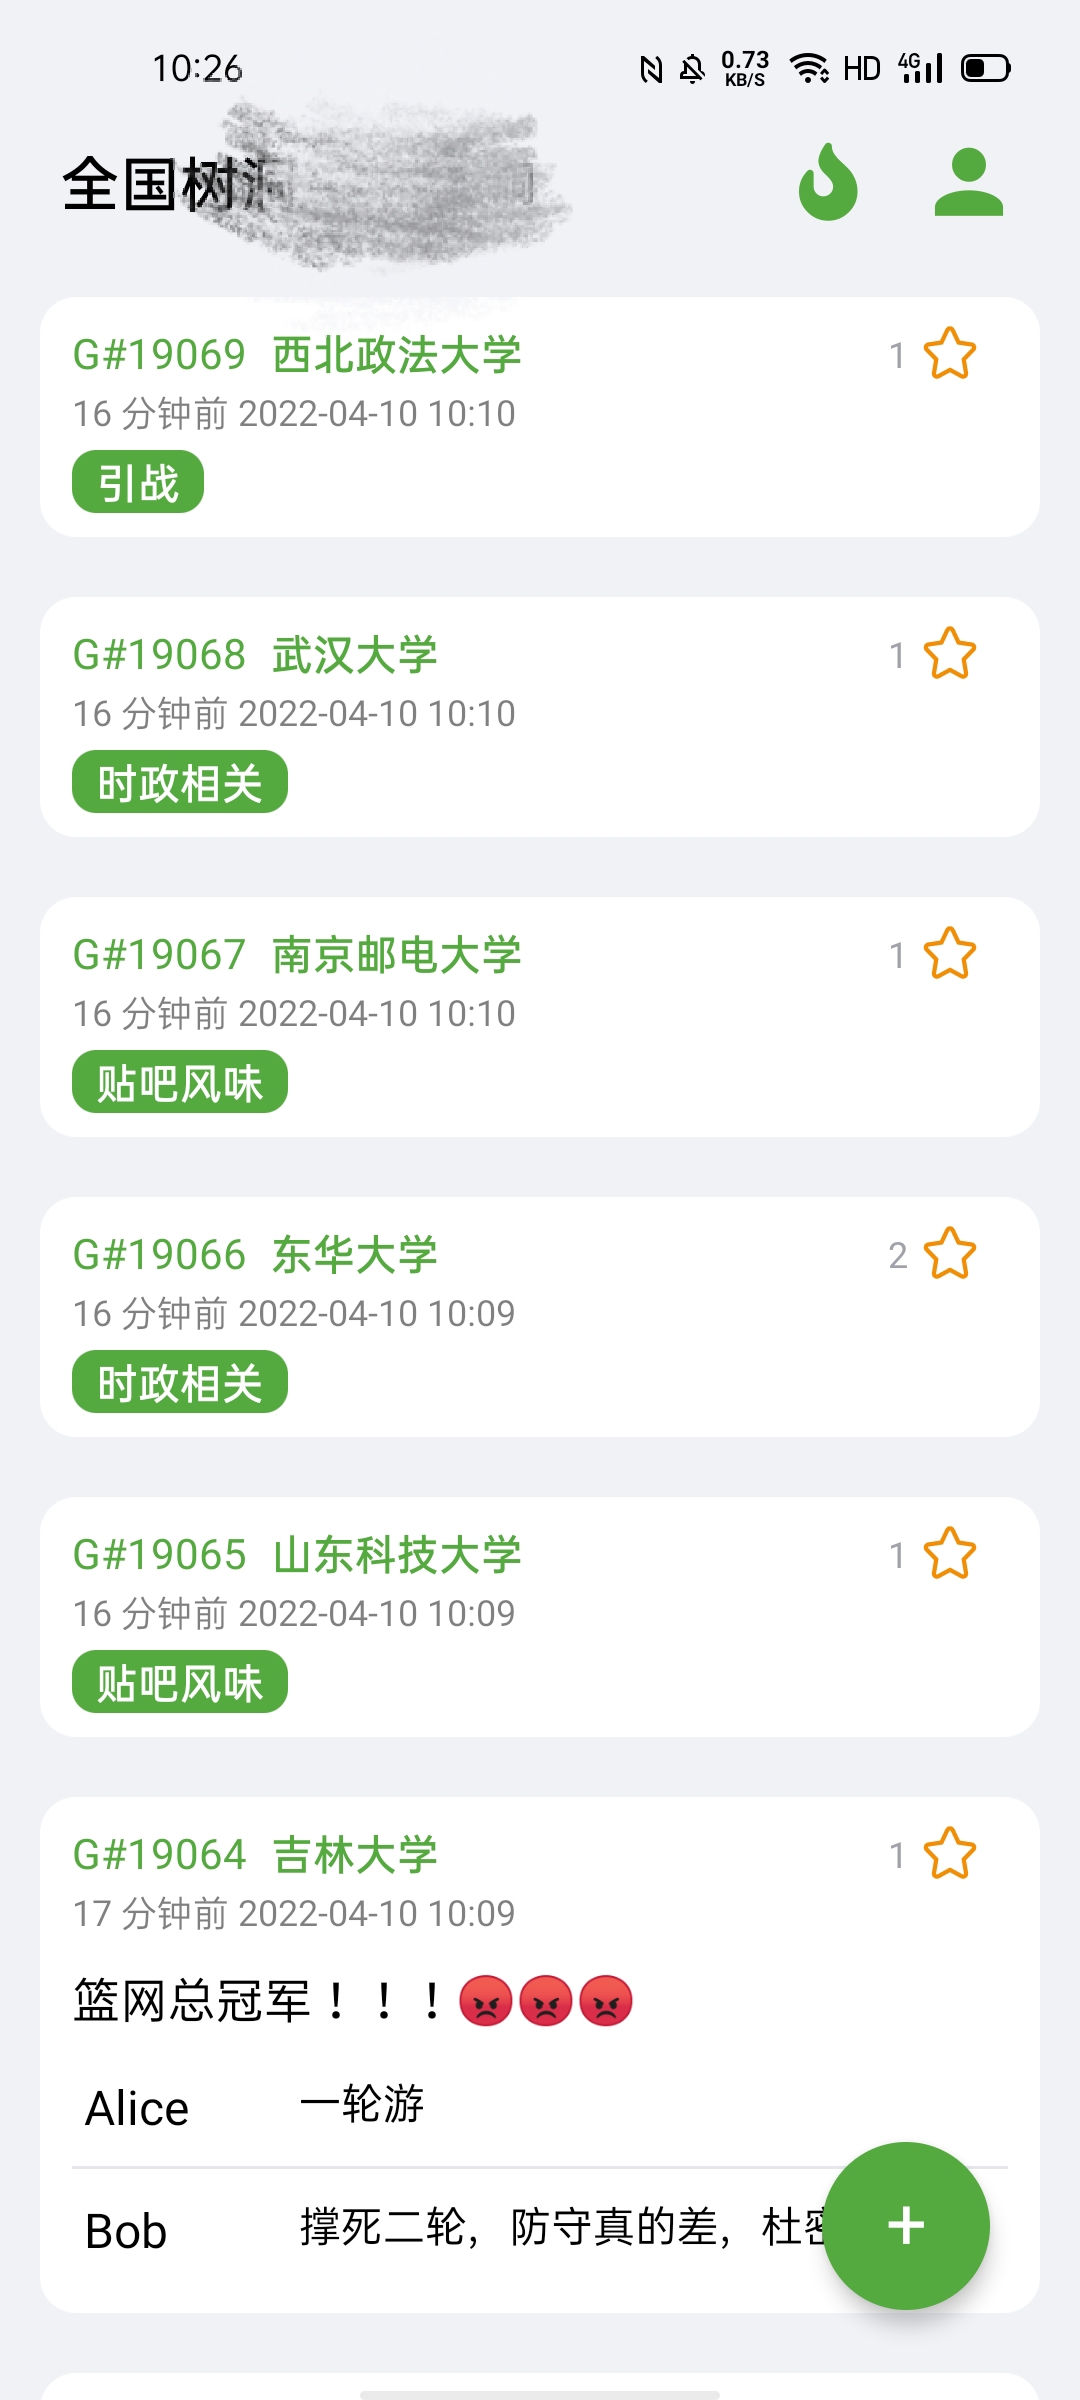 10:26
0.73
KB/S
HD
4G
全国树
G#19069 西北政法大学
1
16 分钟前 2022-04-10 10:10
引战
G#19068 武汉大学
1
16 分钟前 2022-04-10 10:10
时政相关
G#19067 南京邮电大学
1
16 分钟前 2022-04-10 10:10
贴吧风味
G#19066 东华大学
2
16 分钟前 2022-04-10 10:09
时政相关
G#19065 山东科技大学
1
16 分钟前 2022-04-10 10:09
贴吧风味
G#19064 吉林大学
1
17 分钟前 2022-04-10 10:09
篮网总冠军！！！😡😡😡
Alice 一轮游
Bob 撑死二轮，防守真的差，杜
+